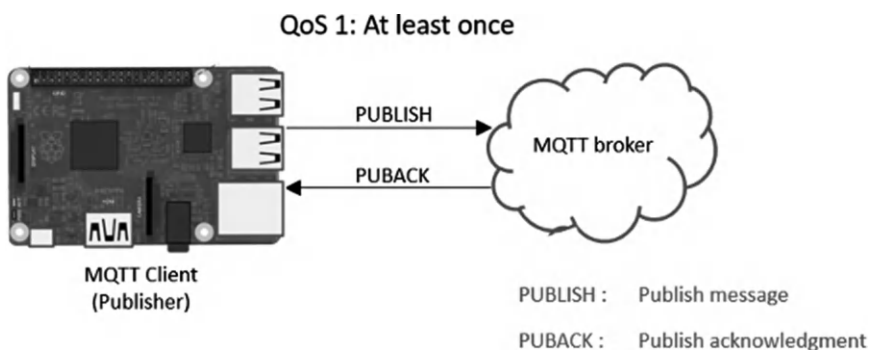 QoS 1: At least once
PUBLISH
MQTT broker
PUBACK
MQTT Client
(Publisher)
PUBLISH : Publish message
PUBACK : Publish acknowledgment